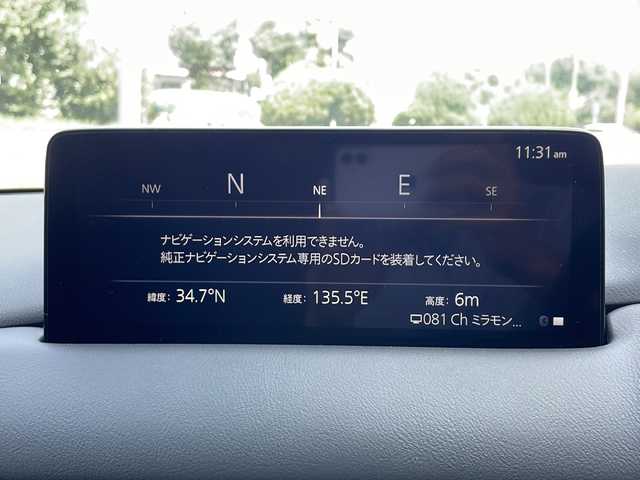 11:31am
NW N NE E SE
ナビゲーションシステムを利用できません。
純正ナビゲーションシステム専用のSDカードを装着してください。
緯度: 34.7°N 経度: 135.5°E 高度: 6m
081 Ch ミラモン...